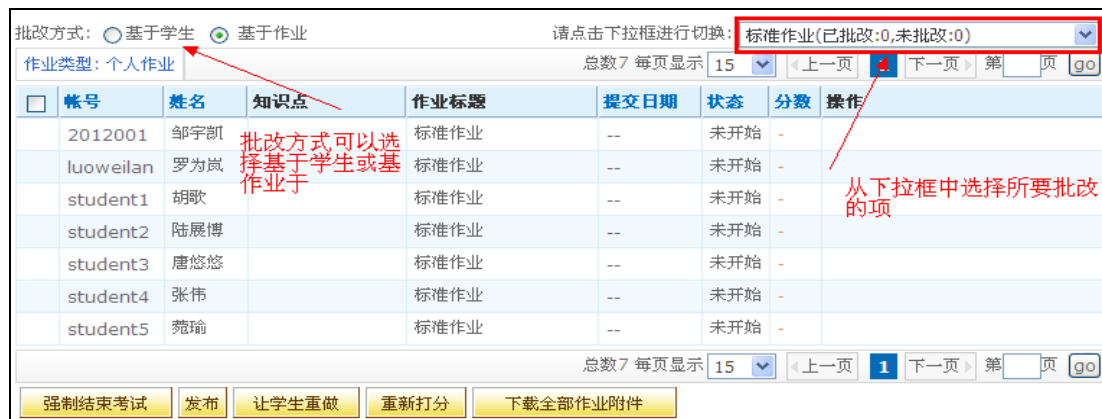 批改方式: 基于学生 基于作业 请点击下拉框进行切换: 标准作业(已批改:0,未批改:0)
作业类型: 个人作业 总数7 每页显示 15 上一页 1 下一页 第 页 go
帐号 姓名 知识点 作业标题 提交日期 状态 分数 操作
2012001 邹宇凯 标准作业 -- 未开始 -
luoweilan 罗为岚 标准作业 -- 未开始 -
student1 胡歌 标准作业 -- 未开始 -
student2 陆展博 标准作业 -- 未开始 -
student3 唐悠悠 标准作业 -- 未开始 -
student4 张伟 标准作业 -- 未开始 -
student5 菀瑜 标准作业 -- 未开始 -
批改方式可以选
择基于学生或基
作业于
从下拉框中选择所要批改
的项
总数7 每页显示 15 上一页 1 下一页 第 页 go
强制结束考试 发布 让学生重做 重新打分 下载全部作业附件